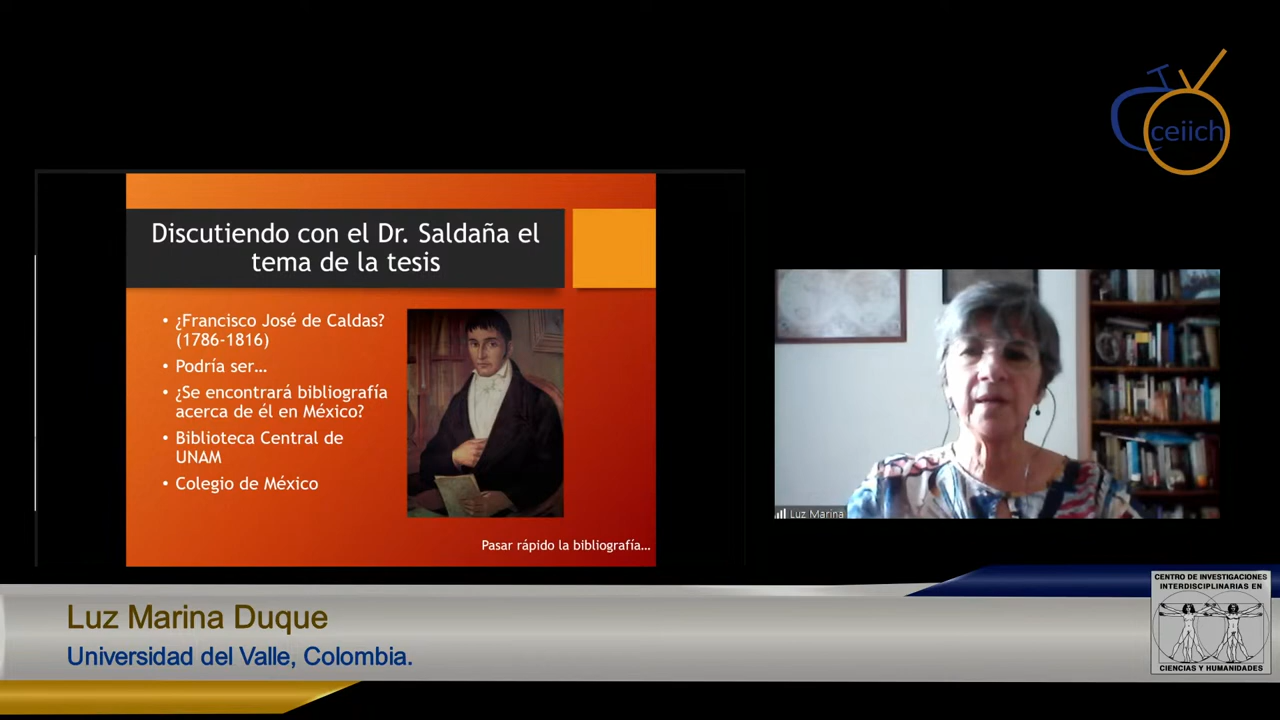 TV
ceiich
Discutiendo con el Dr. Saldaña el
tema de la tesis
• ¿Francisco José de Caldas?
(1786-1816)
• Podría ser...
• ¿Se encontrará bibliografía
acerca de él en México?
• Biblioteca Central de
UNAM
• Colegio de México
Pasar rápido la bibliografía...
Luz Marina
Luz Marina Duque
Universidad del Valle, Colombia.
CENTRO DE INVESTIGACIONES
INTERDISCIPLINARIAS EN
CIENCIAS Y HUMANIDADES